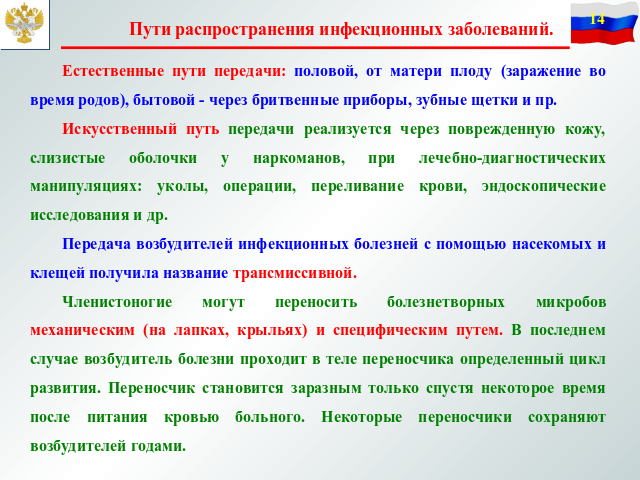 14
Пути распространения инфекционных заболеваний.
Естественные пути передачи: половой, от матери плоду (заражение во
время родов), бытовой - через бритвенные приборы, зубные щетки и пр.
Искусственный путь передачи реализуется через поврежденную кожу,
слизистые оболочки у наркоманов, при лечебно-диагностических
манипуляциях: уколы, операции, переливание крови, эндоскопические
исследования и др.
Передача возбудителей инфекционных болезней с помощью насекомых и
клещей получила название трансмиссивной.
Членистоногие могут переносить болезнетворных микробов
механическим (на лапках, крыльях) и специфическим путем. В последнем
случае возбудитель болезни проходит в теле переносчика определенный цикл
развития. Переносчик становится заразным только спустя некоторое время
после питания кровью больного. Некоторые переносчики сохраняют
возбудителей годами.